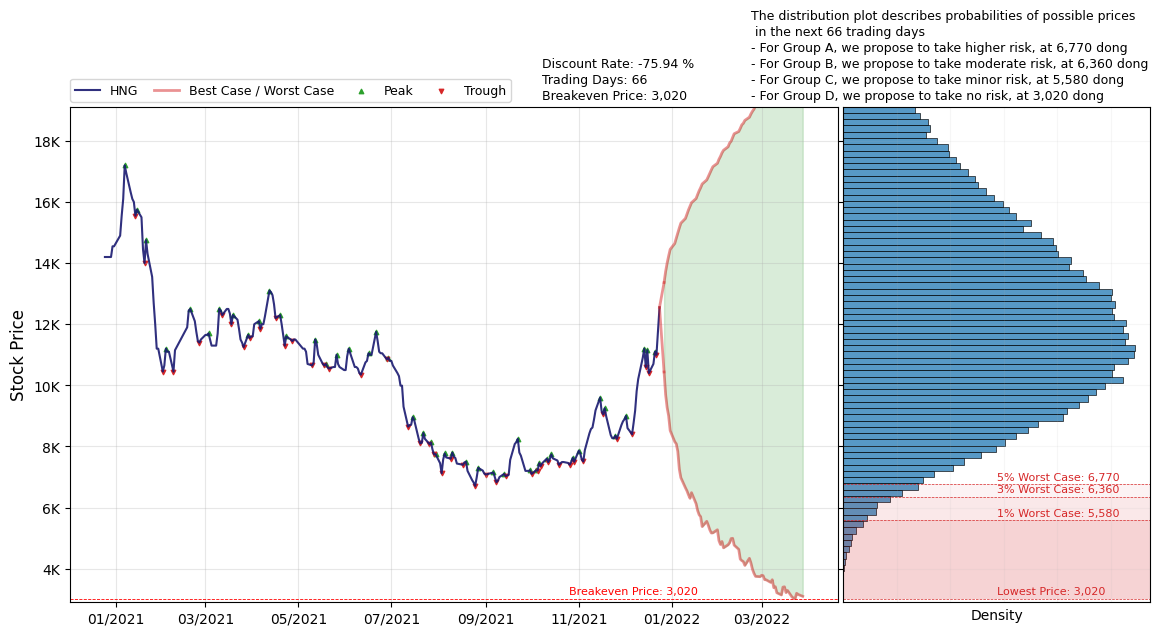 The distribution plot describes probabilities of possible prices
in the next 66 trading days
- For Group A, we propose to take higher risk, at 6,770 dong
- For Group B, we propose to take moderate risk, at 6,360 dong
- For Group C, we propose to take minor risk, at 5,580 dong
- For Group D, we propose to take no risk, at 3,020 dong
Discount Rate: -75.94 %
Trading Days: 66
Breakeven Price: 3,020
HNG
Best Case / Worst Case
Peak
Trough
Stock Price
18K
16K
14K
12K
10K
8K
6K
4K
Breakeven Price: 3,020
01/2021
03/2021
05/2021
07/2021
09/2021
11/2021
01/2022
03/2022
5% Worst Case: 6,770
3% Worst Case: 6,360
1% Worst Case: 5,580
Lowest Price: 3,020
Density